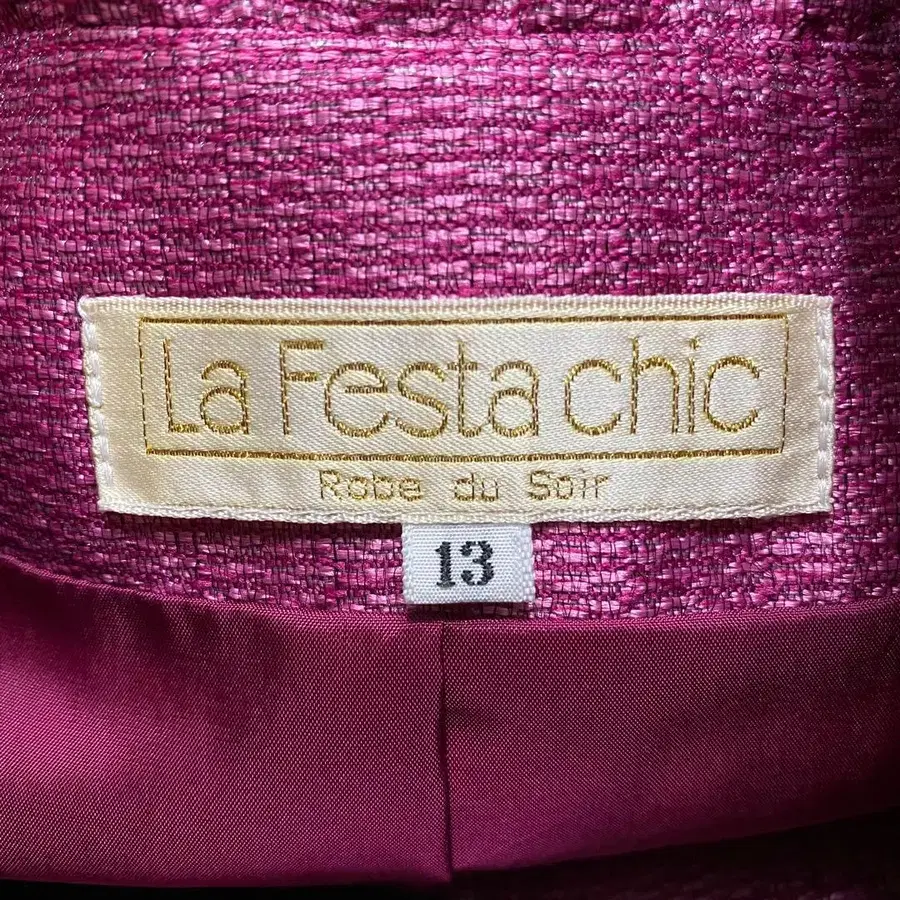 La Festa chic
Robe du Soir
13